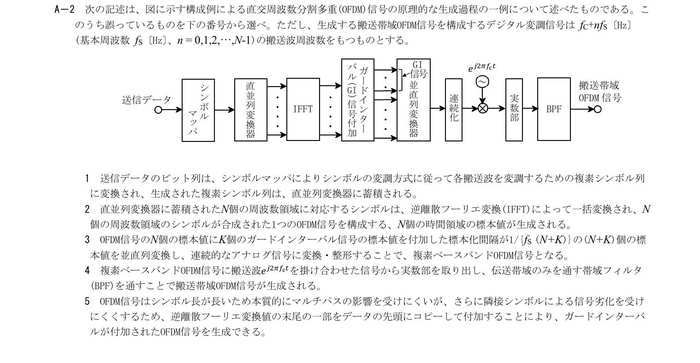 A-2 次の記述は、図に示す構成例による直交周波数分割多重(OFDM)信号の原理的な生成過程の一例について述べたものである。こ
のうち誤っているものを下の番号から選べ。ただし、生成する搬送帯域OFDM信号を構成するデジタル変調信号は fC+nfS〔Hz〕
(基本周波数 fS〔Hz〕、n = 0,1,2,…,N-1)の搬送波周波数をもつものとする。
送信データ
シンボルマッパ
直並列変換器
IFFT
ガードインターバル(GI)信号付加
GI信号
並直列変換器
連続化
e^{j2πfCt}
実数部
BPF
搬送帯域
OFDM 信号
1 送信データのビット列は、シンボルマッパによりシンボルの変調方式に従って各搬送波を変調するための複素シンボル列
に変換され、生成された複素シンボル列は、直並列変換器に蓄積される。
2 直並列変換器に蓄積されたN個の周波数領域に対応するシンボルは、逆離散フーリエ変換(IFFT)によって一括変換され、N
個の周波数領域のシンボルが合成された1つのOFDM信号を構成する、N個の時間領域の標本値が生成される。
3 OFDM信号のN個の標本値にK個のガードインターバル信号の標本値を付加した標本化間隔が1/{fS (N+K)}の(N+K)個の標
本値を並直列変換し、連続的なアナログ信号に変換・整形することで、複素ベースバンドOFDM信号となる。
4 複素ベースバンドOFDM信号に搬送波e^{j2πfCt}を掛け合わせた信号から実数部を取り出し、伝送帯域のみを通す帯域フィルタ
(BPF)を通すことで搬送帯域OFDM信号が生成される。
5 OFDM信号はシンボル長が長いため本質的にマルチパスの影響を受けにくいが、さらに隣接シンボルによる信号劣化を受け
にくくするため、逆離散フーリエ変換値の末尾の一部をデータの先頭にコピーして付加することにより、ガードインターバ
ルが付加されたOFDM信号を生成できる。